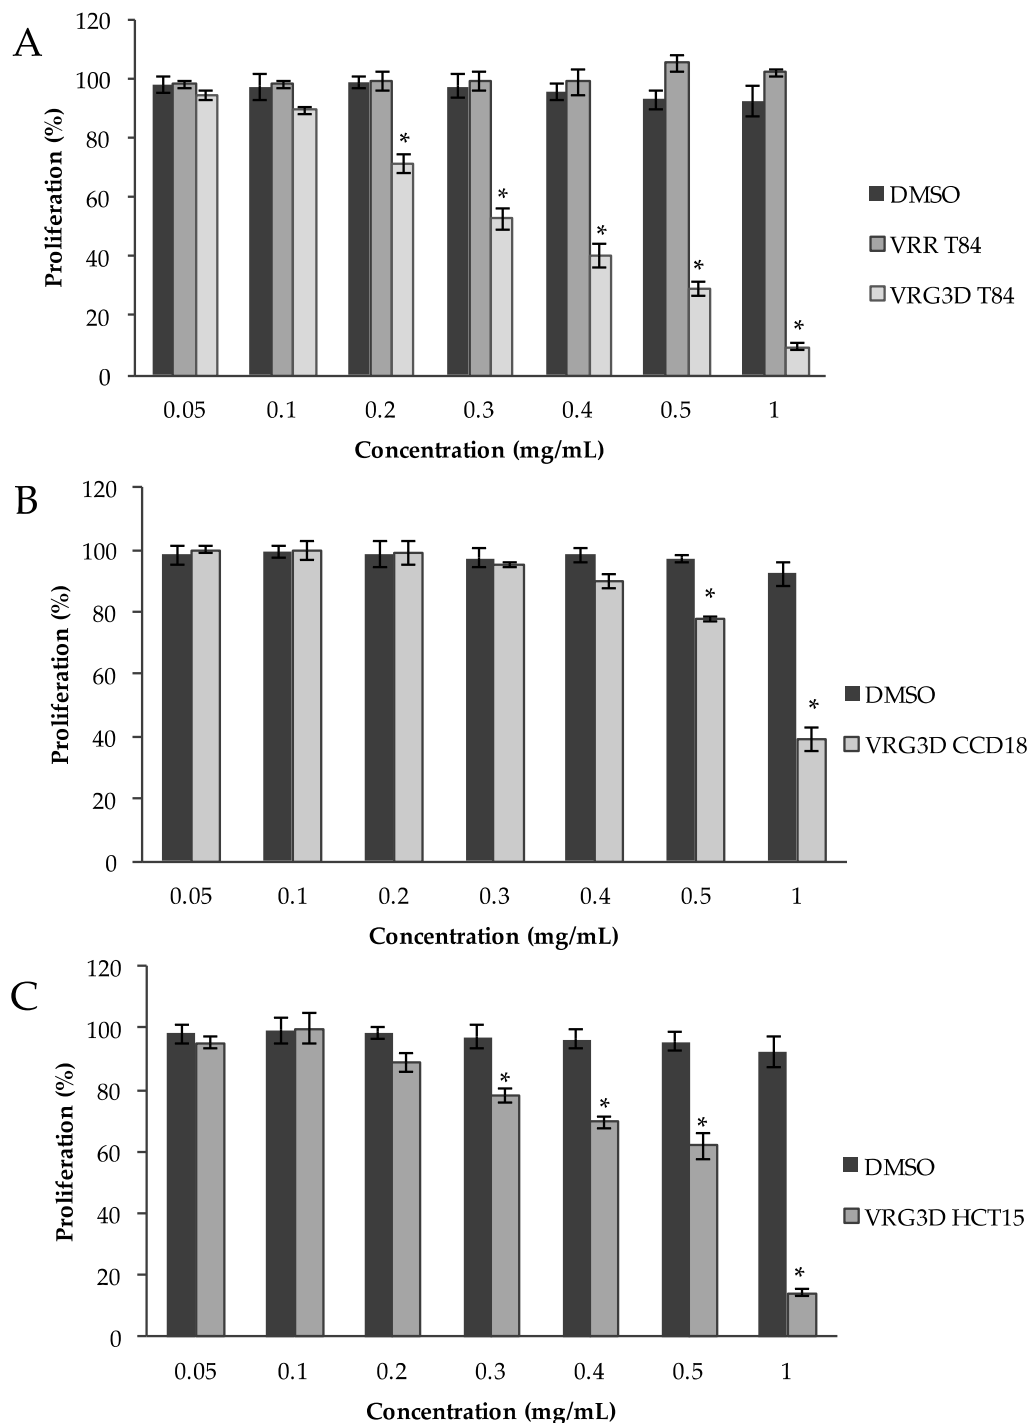 A
120
100
80
60
40
20
0
Proliferation (%)
* * * * *
0.05 0.1 0.2 0.3 0.4 0.5 1
Concentration (mg/mL)
DMSO
VRR T84
VRG3D T84
B
120
100
80
60
40
20
0
Proliferation (%)
* *
0.05 0.1 0.2 0.3 0.4 0.5 1
Concentration (mg/mL)
DMSO
VRG3D CCD18
C
120
100
80
60
40
20
0
Proliferation (%)
* * * *
0.05 0.1 0.2 0.3 0.4 0.5 1
Concentration (mg/mL)
DMSO
VRG3D HCT15